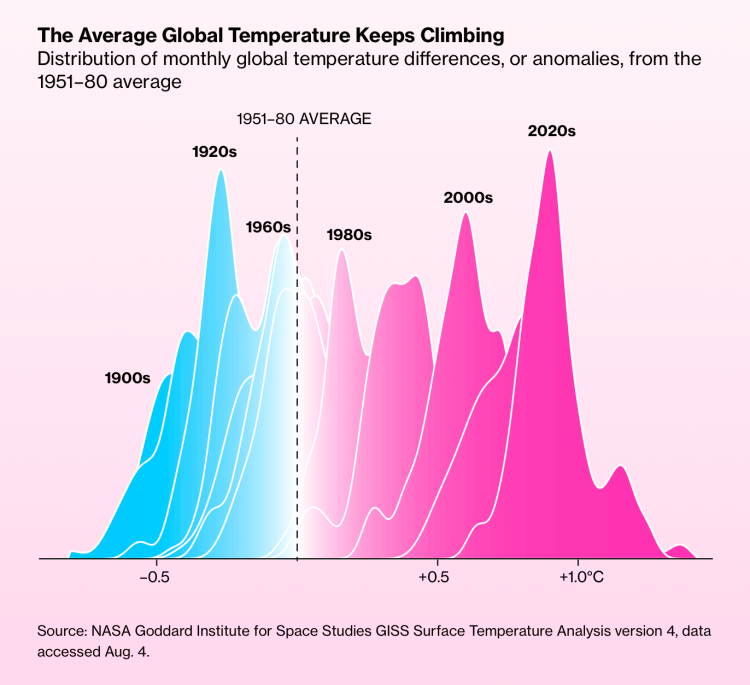 The Average Global Temperature Keeps Climbing
Distribution of monthly global temperature differences, or anomalies, from the
1951–80 average
1951–80 AVERAGE
2020s
1920s
2000s
1960s
1980s
1900s
–0.5
+0.5
+1.0°C
Source: NASA Goddard Institute for Space Studies GISS Surface Temperature Analysis version 4, data
accessed Aug. 4.